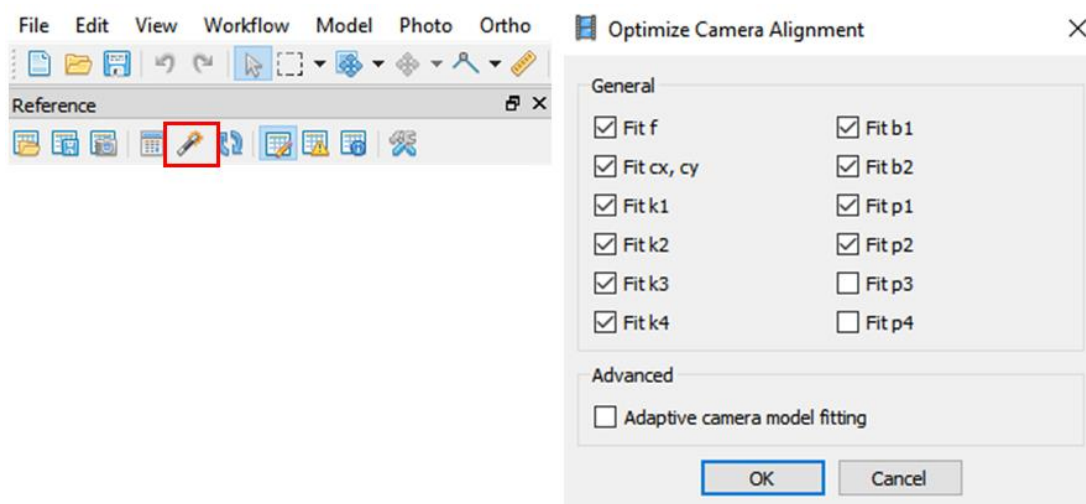 File Edit View Workflow Model Photo Ortho
Reference
Optimize Camera Alignment
General
Fit f
Fit cx, cy
Fit k1
Fit k2
Fit k3
Fit k4
Fit b1
Fit b2
Fit p1
Fit p2
Fit p3
Fit p4
Advanced
Adaptive camera model fitting
OK Cancel